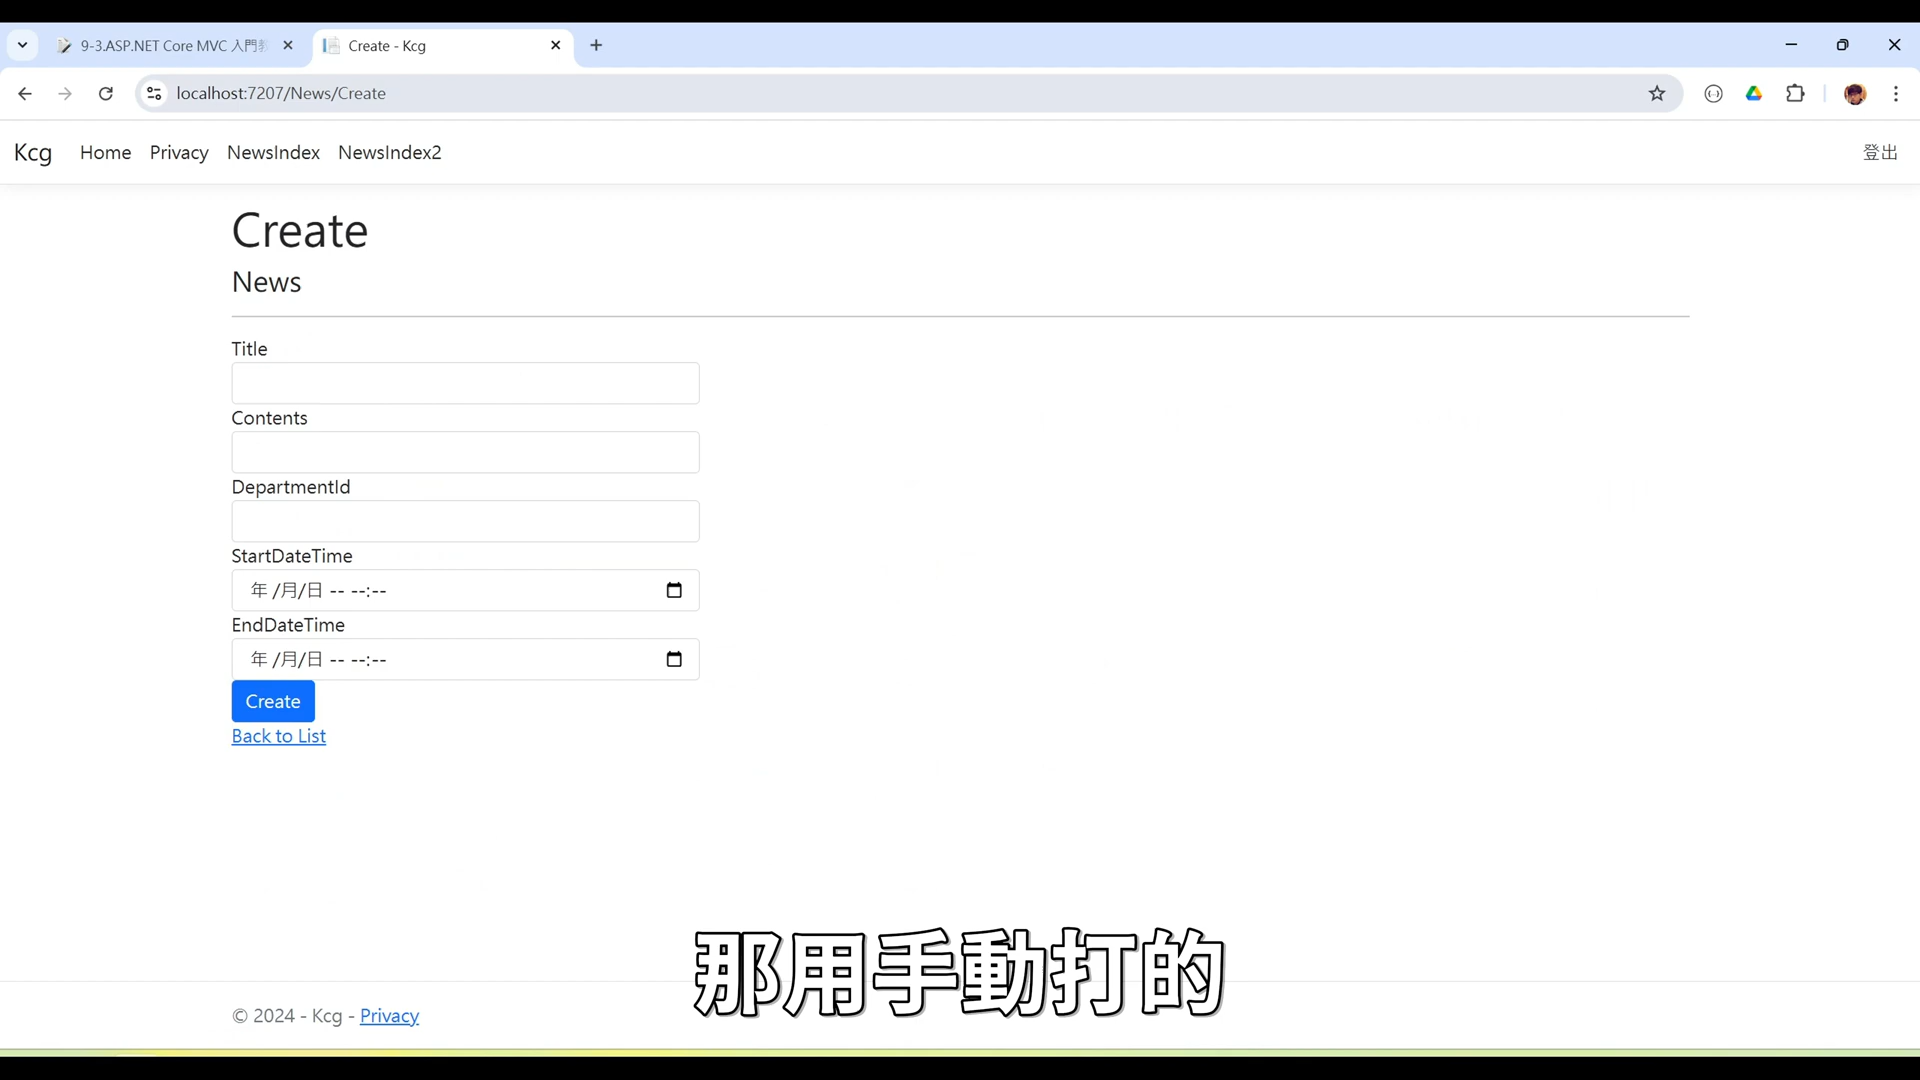 9-3.ASP.NET Core MVC 入門
Create - Kcg
localhost:7207/News/Create
Kcg Home Privacy NewsIndex NewsIndex2 登出
Create
News
Title
Contents
DepartmentId
StartDateTime
年 /月/日 -- --:--
EndDateTime
年 /月/日 -- --:--
Create
Back to List
那用手動打的
© 2024 - Kcg - Privacy